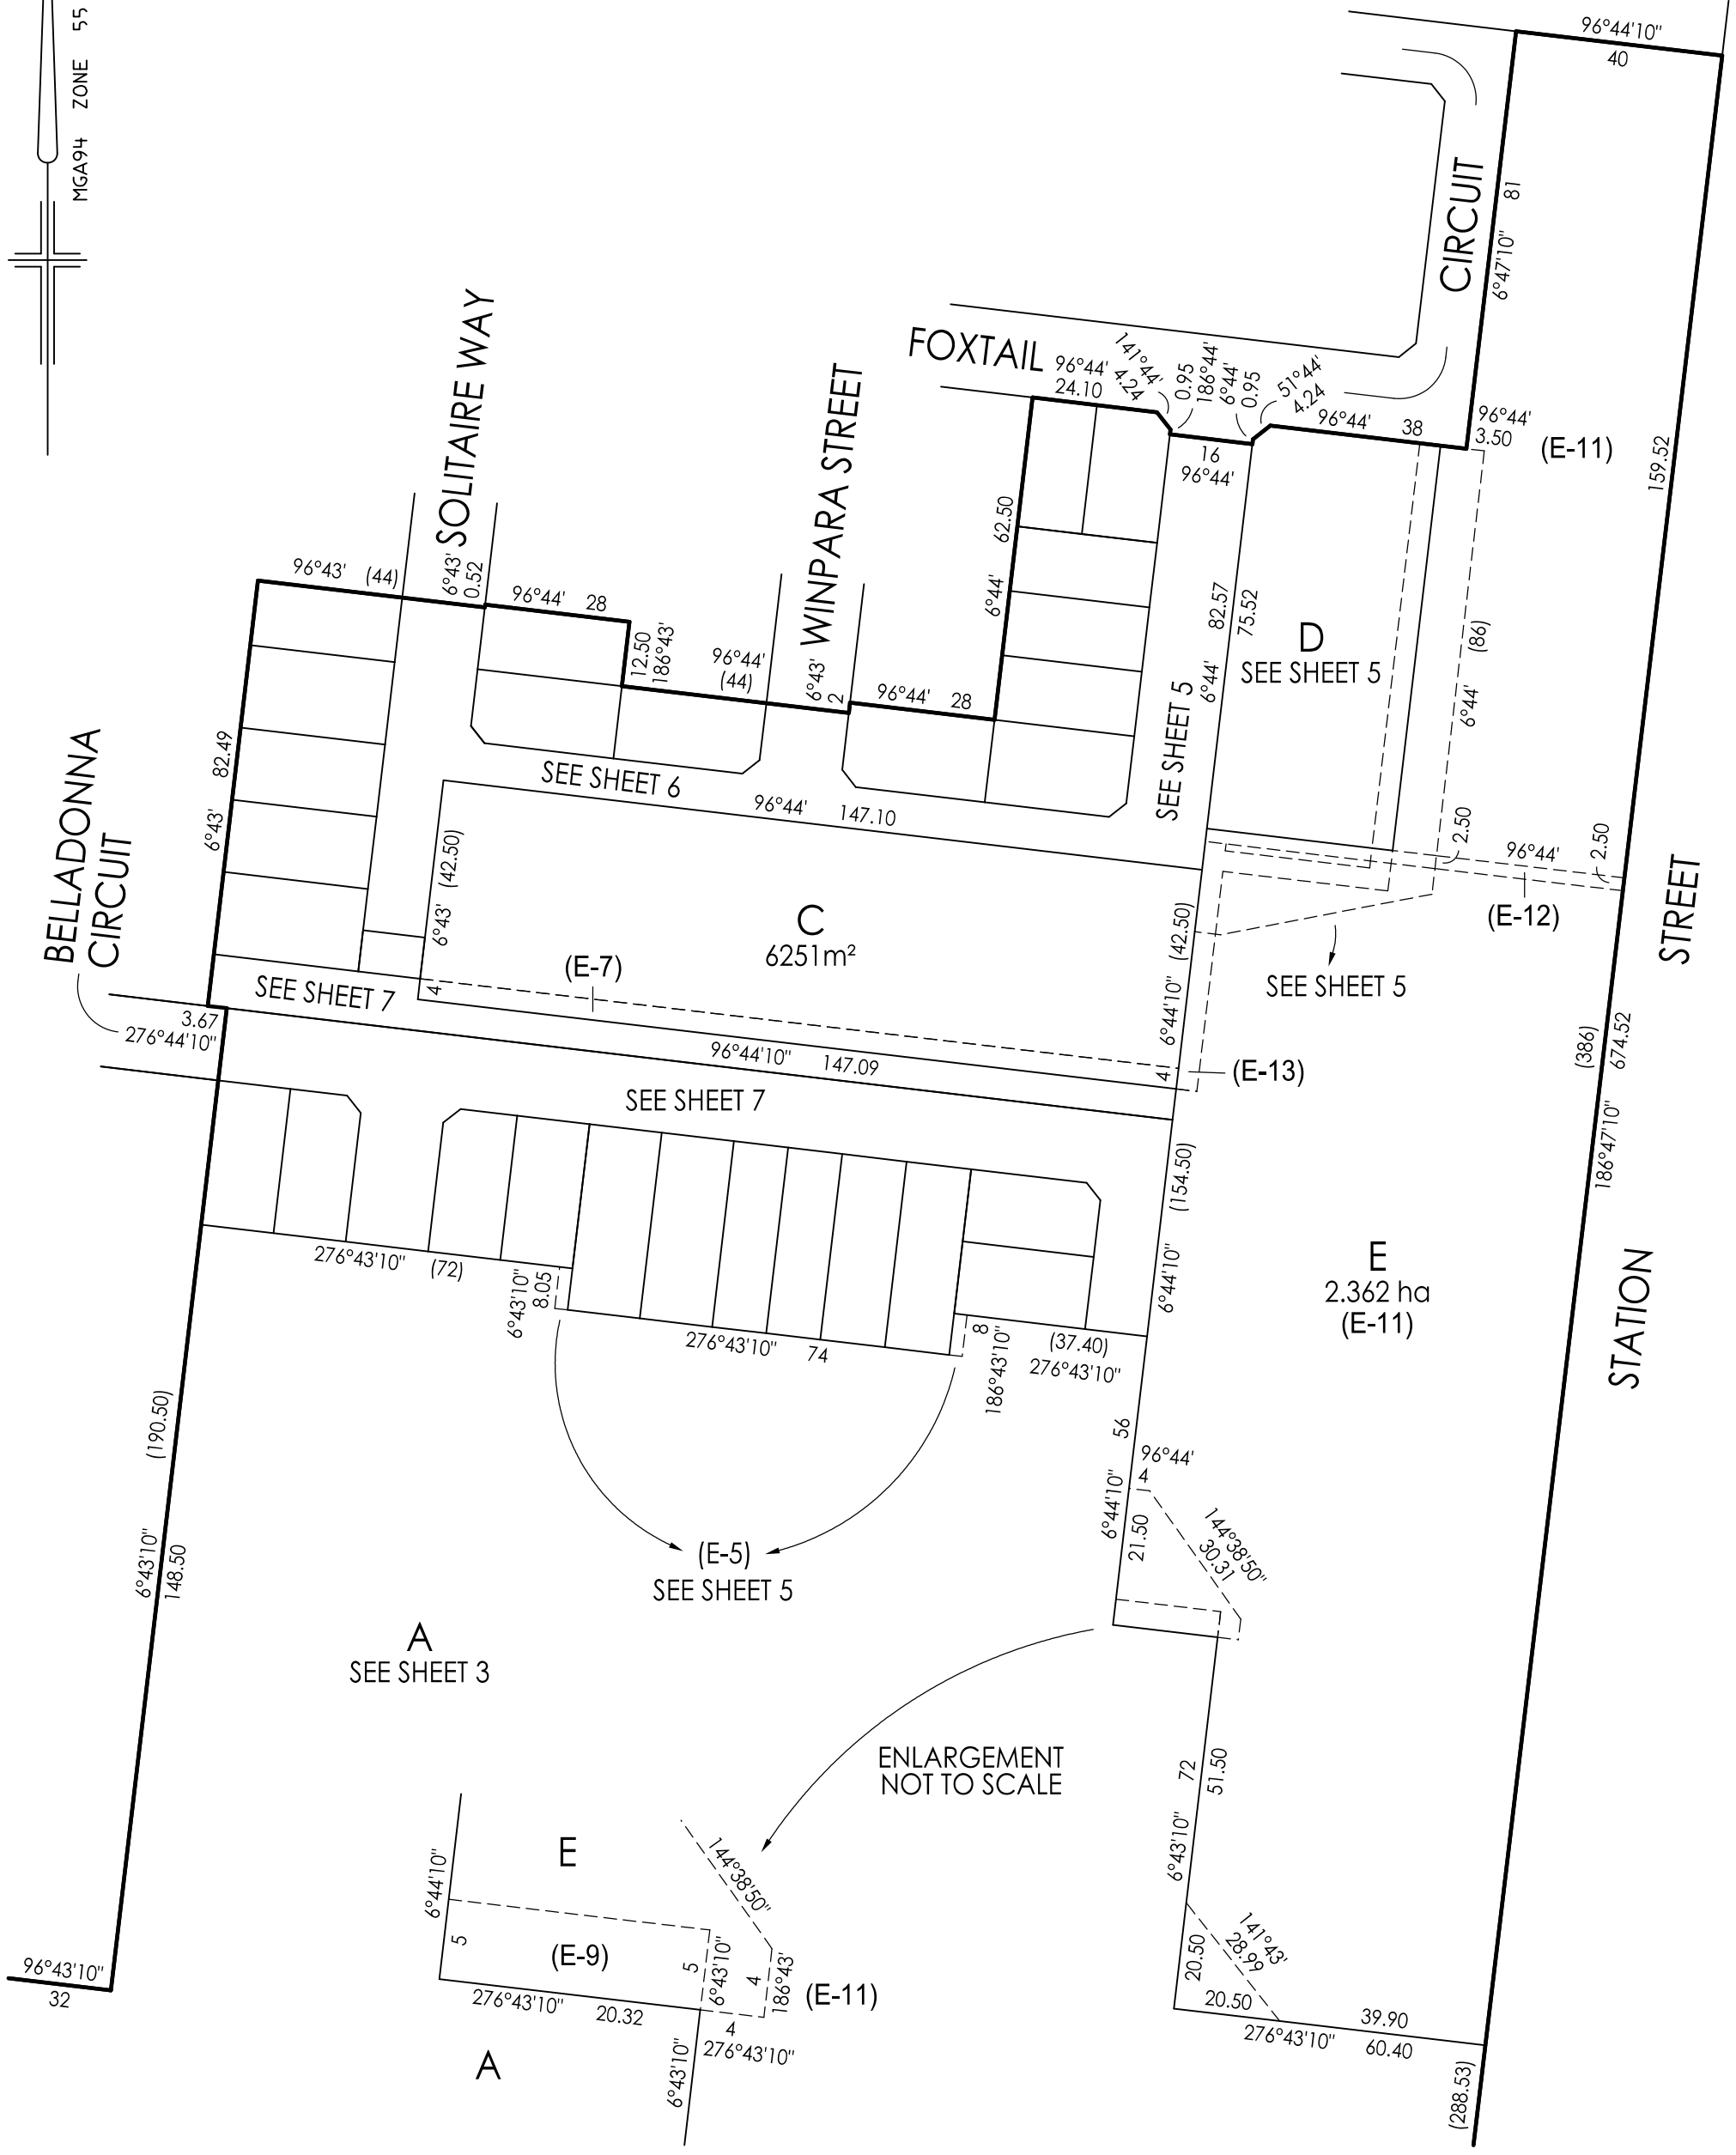 MGA94 ZONE 55
96°44'10"
40
CIRCUIT
81
6°47'10"
SOLITAIRE WAY
WINPARA STREET
FOXTAIL
96°44'
24.10
141°44'
4.24
0.95
186°44'
6°44'
0.95
51°44'
4.24
96°44' 38
96°44'
3.50
(E-11)
16
96°44'
159.52
96°43' (44)
6°43'
0.52
96°44' 28
12.50
186°43'
96°44'
(44)
6°43'
2
96°44' 28
62.50
6°44'
82.57
75.52
6°44'
SEE SHEET 5
D
SEE SHEET 5
(86)
6°44'
82.49
6°43'
BELLADONNA
CIRCUIT
SEE SHEET 6
96°44' 147.10
(42.50)
6°43'
C
6251m²
(E-7)
4
(42.50)
6°44'10"
4
2.50
96°44'
2.50
(E-12)
SEE SHEET 5
STREET
SEE SHEET 7
3.67
276°44'10"
96°44'10" 147.09
(E-13)
SEE SHEET 7
(386)
674.52
186°47'10"
(154.50)
6°44'10"
E
2.362 ha
(E-11)
STATION
276°43'10" (72)
6°43'10"
8.05
276°43'10" 74
8
186°43'10"
(37.40)
276°43'10"
56
96°44'
4
6°44'10"
21.50
144°38'50"
30.31
(190.50)
6°43'10"
148.50
(E-5)
SEE SHEET 5
A
SEE SHEET 3
ENLARGEMENT
NOT TO SCALE
72
51.50
6°43'10"
E
144°38'50"
6°44'10"
5
(E-9)
5
6°43'10"
4
186°43'
(E-11)
276°43'10" 20.32
4
276°43'10"
6°43'10"
A
96°43'10"
32
141°43'
28.99
20.50
20.50
39.90
276°43'10" 60.40
(288.53)